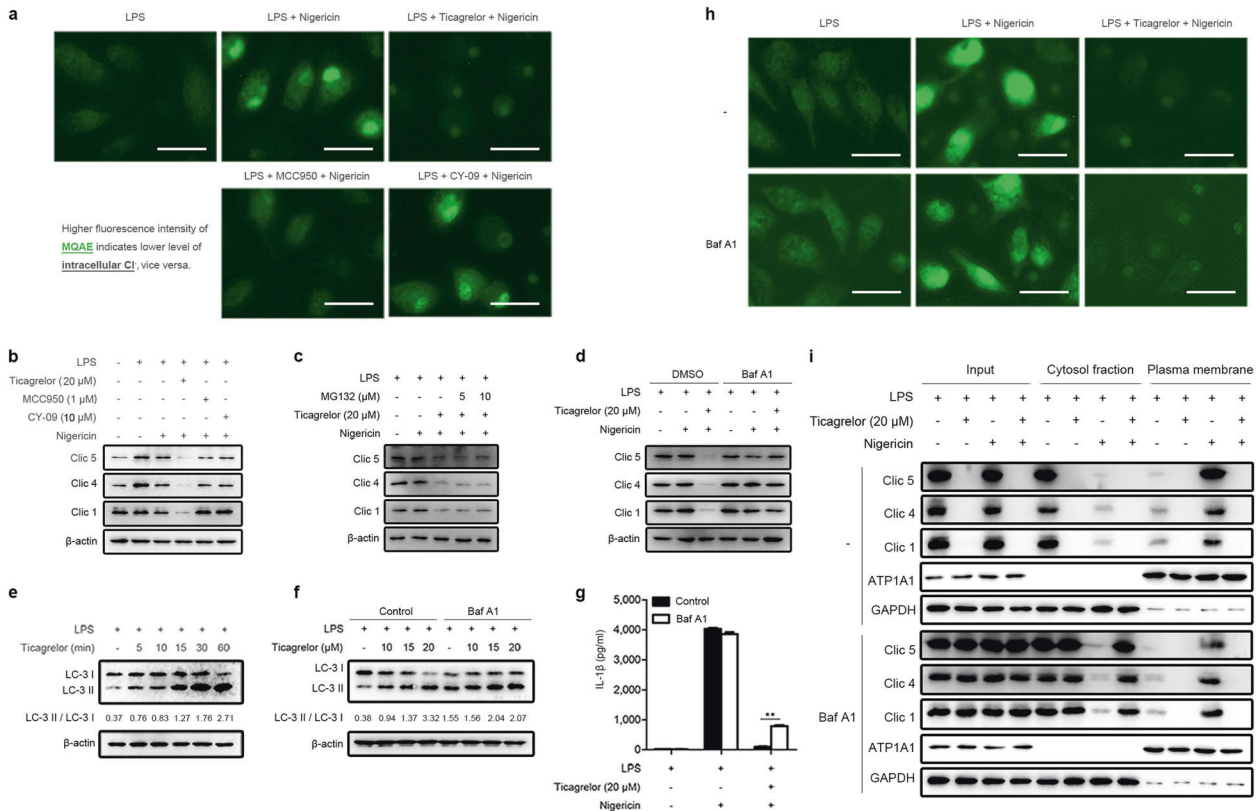 a
LPS
LPS + Nigericin
LPS + Ticagrelor + Nigericin
LPS + MCC950 + Nigericin
LPS + CY-09 + Nigericin
Higher fluorescence intensity of
MQAE indicates lower level of
intracellular Cl-, vice versa.
h
LPS
LPS + Nigericin
LPS + Ticagrelor + Nigericin
-
Baf A1
b
LPS - + + + + +
Ticagrelor (20 μM) - - - + - -
MCC950 (1 μM) - - - - + -
CY-09 (10 μM) - - - - - +
Nigericin - - + + + +
Clic 5
Clic 4
Clic 1
β-actin
c
LPS + + + + +
MG132 (μM) - - - 5 10
Ticagrelor (20 μM) - - + + +
Nigericin - + + + +
Clic 5
Clic 4
Clic 1
β-actin
d
DMSO Baf A1
LPS + + + + + +
Ticagrelor (20 μM) - - + - - +
Nigericin - + + - + +
Clic 5
Clic 4
Clic 1
β-actin
e
LPS + + + + + +
Ticagrelor (min) - 5 10 15 30 60
LC-3 I
LC-3 II
LC-3 II / LC-3 I 0.37 0.76 0.83 1.27 1.76 2.71
β-actin
f
Control Baf A1
LPS + + + + + + + +
Ticagrelor (μM) - 10 15 20 - 10 15 20
LC-3 I
LC-3 II
LC-3 II / LC-3 I 0.38 0.94 1.37 3.32 1.55 1.56 2.04 2.07
β-actin
g
Control
Baf A1
IL-1β (pg/ml)
5,000
4,000
3,000
2,000
1,000
0
**
LPS + + +
Ticagrelor (20 μM) - - +
Nigericin - + +
i
Input Cytosol fraction Plasma membrane
LPS + + + + + + + + + + + +
Ticagrelor (20 μM) - + - + - + - + - + - +
Nigericin - - + + - - + + - - + +
-
Clic 5
Clic 4
Clic 1
ATP1A1
GAPDH
Baf A1
Clic 5
Clic 4
Clic 1
ATP1A1
GAPDH